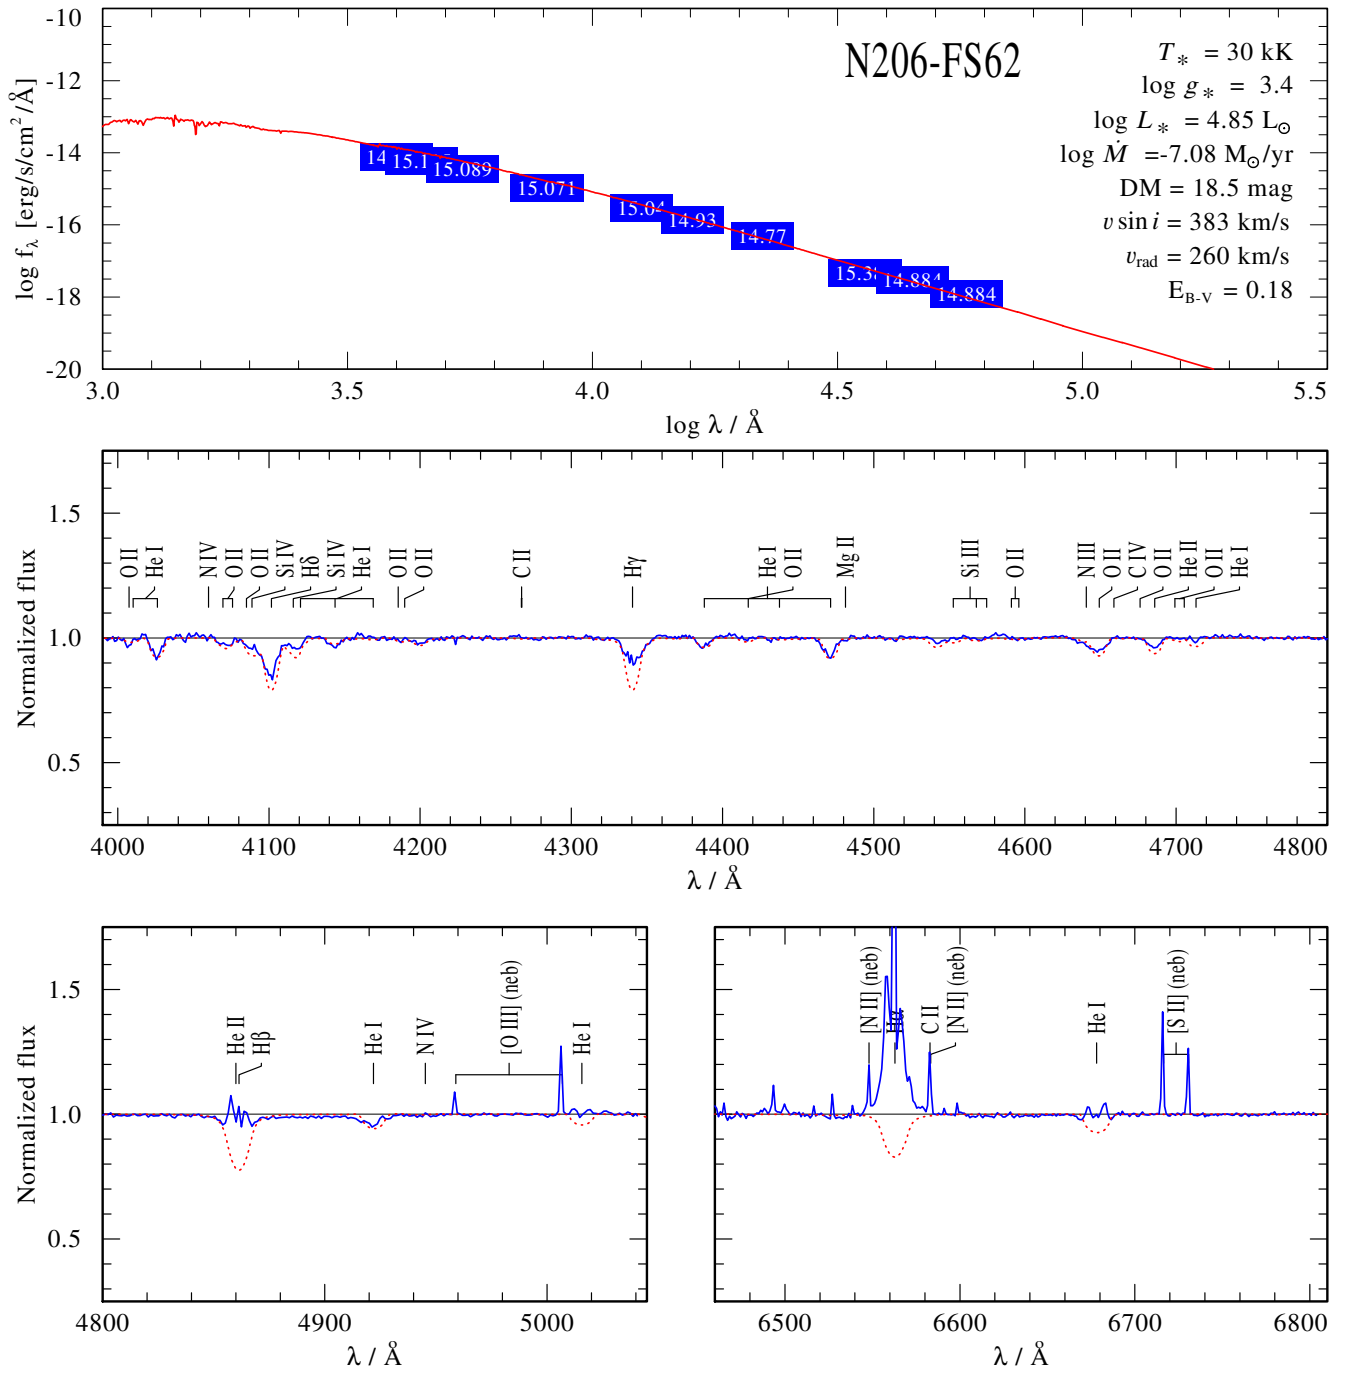 N206-FS62
T* = 30 kK
log g* = 3.4
log L* = 4.85 L⊙
log Ṁ =-7.08 M⊙/yr
DM = 18.5 mag
v sin i = 383 km/s
vrad = 260 km/s
EB-V = 0.18
log fλ [erg/s/cm2/Å]
-10
-12
-14
-16
-18
-20
15.089
15.071
15.04
14.93
14.77
14.884
14.884
3.0 3.5 4.0 4.5 5.0 5.5
log λ / Å
Normalized flux
1.5
1.0
0.5
O II
He I
N IV
O II
O II
Si IV
Hδ
Si IV
He I
O II
O II
C II
Hγ
He I
O II
Mg II
Si III
O II
N III
O II
C IV
O II
He II
O II
He I
4000 4100 4200 4300 4400 4500 4600 4700 4800
λ / Å
Normalized flux
1.5
1.0
0.5
He II
Hβ
He I
N IV
[O III] (neb)
He I
4800 4900 5000
λ / Å
[N II] (neb)
Hα
C II
[N II] (neb)
He I
[S II] (neb)
6500 6600 6700 6800
λ / Å